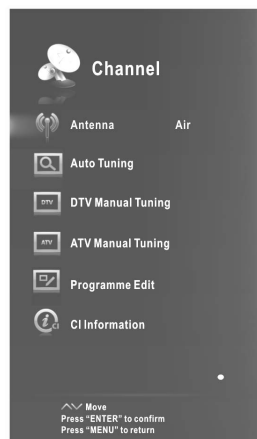 Channel
Antenna Air
Auto Tuning
DTV DTV Manual Tuning
ATV ATV Manual Tuning
Programme Edit
CI CI Information
Move
Press “ENTER” to confirm
Press “MENU” to return